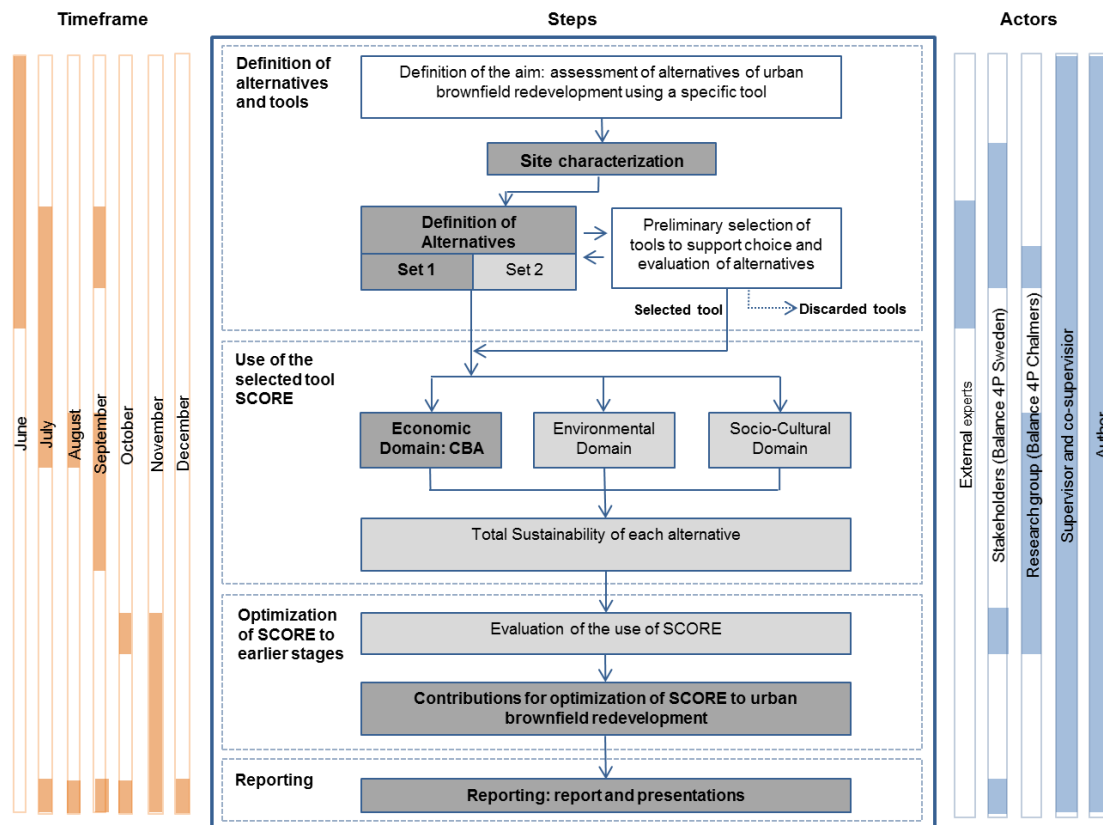 Timeframe
Steps
Actors
Definition of
alternatives
and tools
Definition of the aim: assessment of alternatives of urban
brownfield redevelopment using a specific tool
Site characterization
Definition of
Alternatives
Set 1
Set 2
Preliminary selection of
tools to support choice and
evaluation of alternatives
Selected tool
Discarded tools
Use of the
selected tool
SCORE
Economic
Domain: CBA
Environmental
Domain
Socio-Cultural
Domain
Total Sustainability of each alternative
Optimization
of SCORE to
earlier stages
Evaluation of the use of SCORE
Contributions for optimization of SCORE to urban
brownfield redevelopment
Reporting
Reporting: report and presentations
June
July
August
September
October
November
December
External experts
Stakeholders (Balance 4P Sweden)
Research group (Balance 4P Chalmers)
Supervisor and co-supervisior
Author